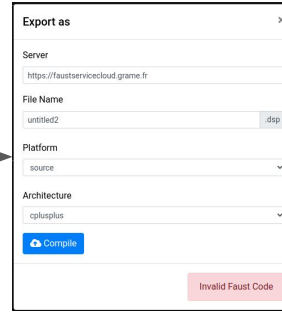 Export as
Server
https://faustservicecloud.grame.fr
File Name
untitled2 .dsp
Platform
source
Architecture
cplusplus
Compile
Invalid Faust Code